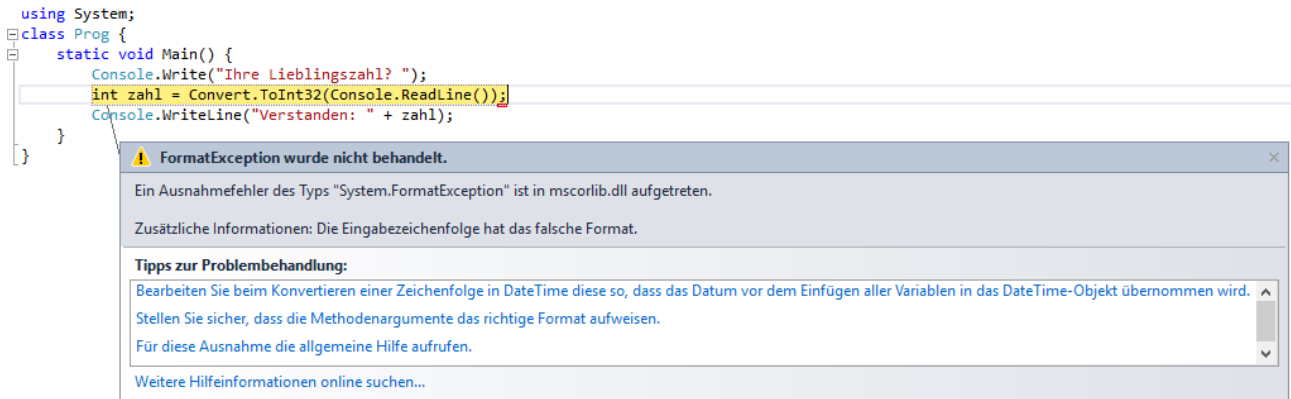 using System;
class Prog {
static void Main() {
Console.Write("Ihre Lieblingszahl? ");
int zahl = Convert.ToInt32(Console.ReadLine());
Console.WriteLine("Verstanden: " + zahl);
}
}
FormatException wurde nicht behandelt.
Ein Ausnahmefehler des Typs "System.FormatException" ist in mscorlib.dll aufgetreten.
Zusätzliche Informationen: Die Eingabezeichenfolge hat das falsche Format.
Tipps zur Problembehandlung:
Bearbeiten Sie beim Konvertieren einer Zeichenfolge in DateTime diese so, dass das Datum vor dem Einfügen aller Variablen in das DateTime-Objekt übernommen wird.
Stellen Sie sicher, dass die Methodenargumente das richtige Format aufweisen.
Für diese Ausnahme die allgemeine Hilfe aufrufen.
Weitere Hilfeinformationen online suchen...